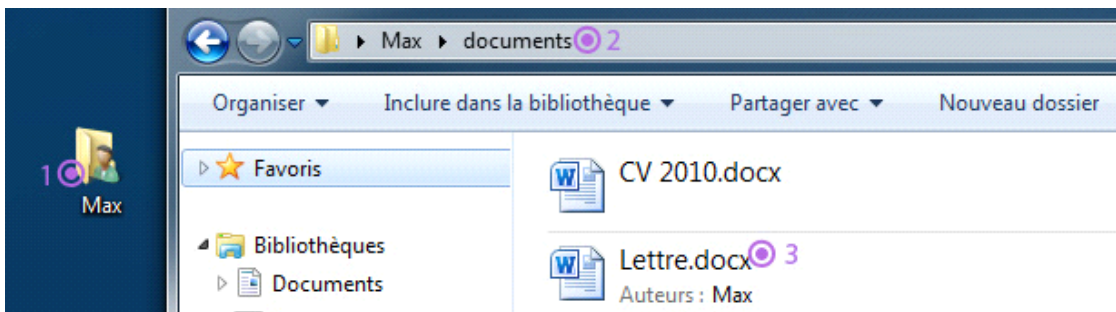 Max ▸ documents 2
Organiser ▾ Inclure dans la bibliothèque ▾ Partager avec ▾ Nouveau dossier
1
Max
Favoris
Bibliothèques
Documents
CV 2010.docx
Lettre.docx 3
Auteurs : Max